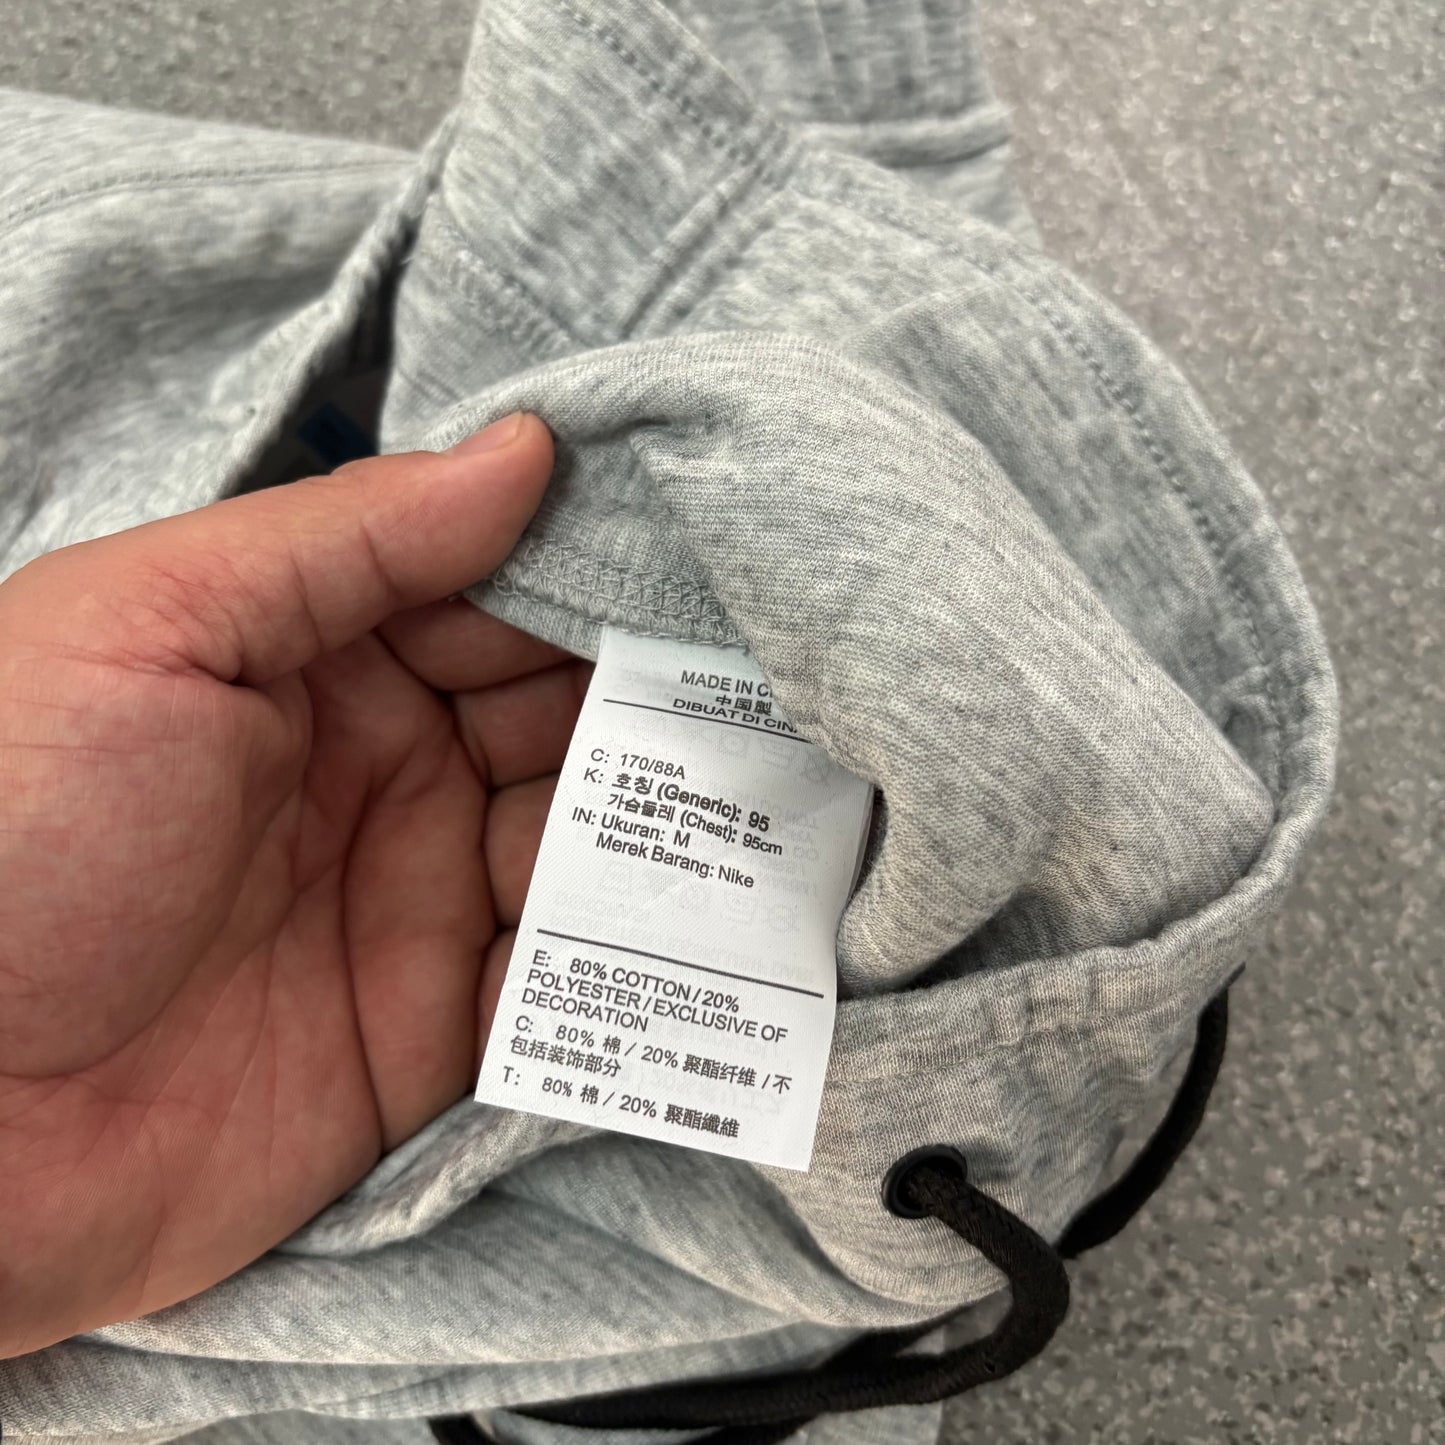 MADE IN
中国製
DIBUAT DI
C: 170/88A
K: 호칭 (Generic): 95
가슴둘레 (Chest): 95cm
IN: Ukuran: M
Merek Barang: Nike
E: 80% COTTON / 20%
POLYESTER / EXCLUSIVE OF
DECORATION
C: 80% 棉 / 20% 聚酯纤维 / 不
包括装饰部分
T: 80% 棉 / 20% 聚酯纖維